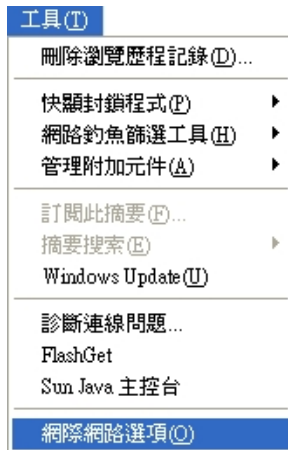 工具(T)
刪除瀏覽歷程記錄(D)...
快顯封鎖程式(P)
網路釣魚篩選工具(H)
管理附加元件(A)
訂閱此摘要(F)...
摘要搜索(E)
Windows Update(U)
診斷連線問題...
FlashGet
Sun Java 主控台
網際網路選項(O)